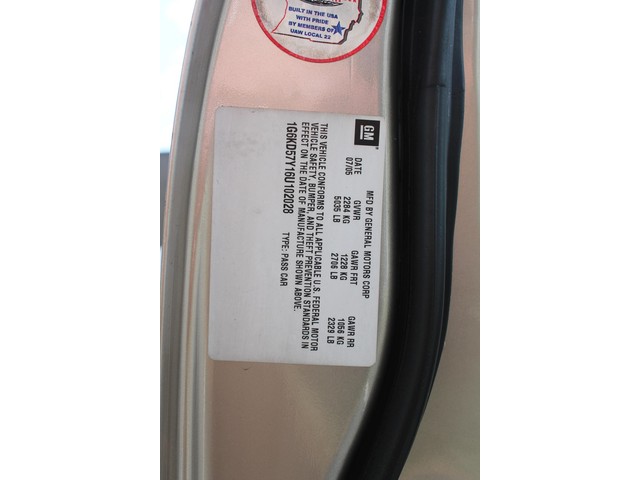 BUILT IN THE USA
WITH PRIDE
BY MEMBERS OF
UAW LOCAL 22
GM
MFD BY GENERAL MOTORS CORP
DATE GVWR GAWR FRT GAWR RR
07/05 2284 KG 1228 KG 1056 KG
5035 LB 2706 LB 2329 LB
THIS VEHICLE CONFORMS TO ALL APPLICABLE U.S. FEDERAL MOTOR
VEHICLE SAFETY, BUMPER, AND THEFT PREVENTION STANDARDS IN
EFFECT ON THE DATE OF MANUFACTURE SHOWN ABOVE.
1G6KD57Y16U102028 TYPE: PASS CAR